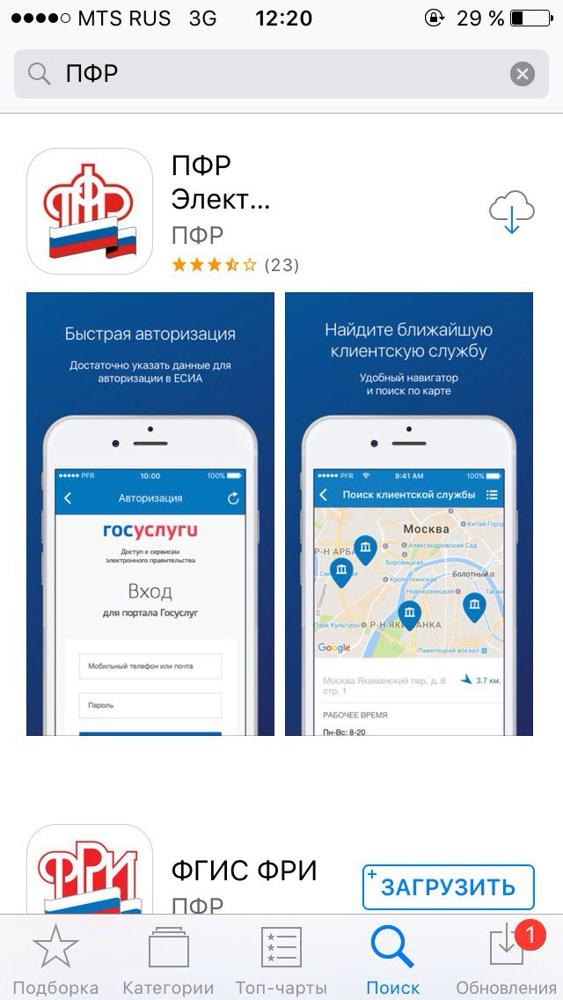 MTS RUS 3G 12:20 29 %
ПФР
ПФР
Элект...
ПФР
(23)
Быстрая авторизация
Достаточно указать данные для
авторизации в ЕСИА
PFR 10:00 100%
Авторизация
госуслуги
Доступ к сервисам
электронного правительства
Вход
для портала Госуслуг
Мобильный телефон или почта
Пароль
Найдите ближайшую
клиентскую службу
Удобный навигатор
и поиск по карте
PFR 9:41 AM 100%
Поиск клиентской службы
Москва
Китай-Город
Р-Н АРБА
Александровский Сад
Боровицкая
Болотный о.
Кропоткинская
Новокузнецкая
Парк Культуры
Р-Н ЯКИМАНКА
Google
Павелецкий вокзал
Москва Якиманский пер. д. 6
стр. 1
3.7 км.
РАБОЧЕЕ ВРЕМЯ
Пн-Вс: 8-20
ФРИ
ФГИС ФРИ
ПФР
+ ЗАГРУЗИТЬ
1
Подборка Категории Топ-чарты Поиск Обновления